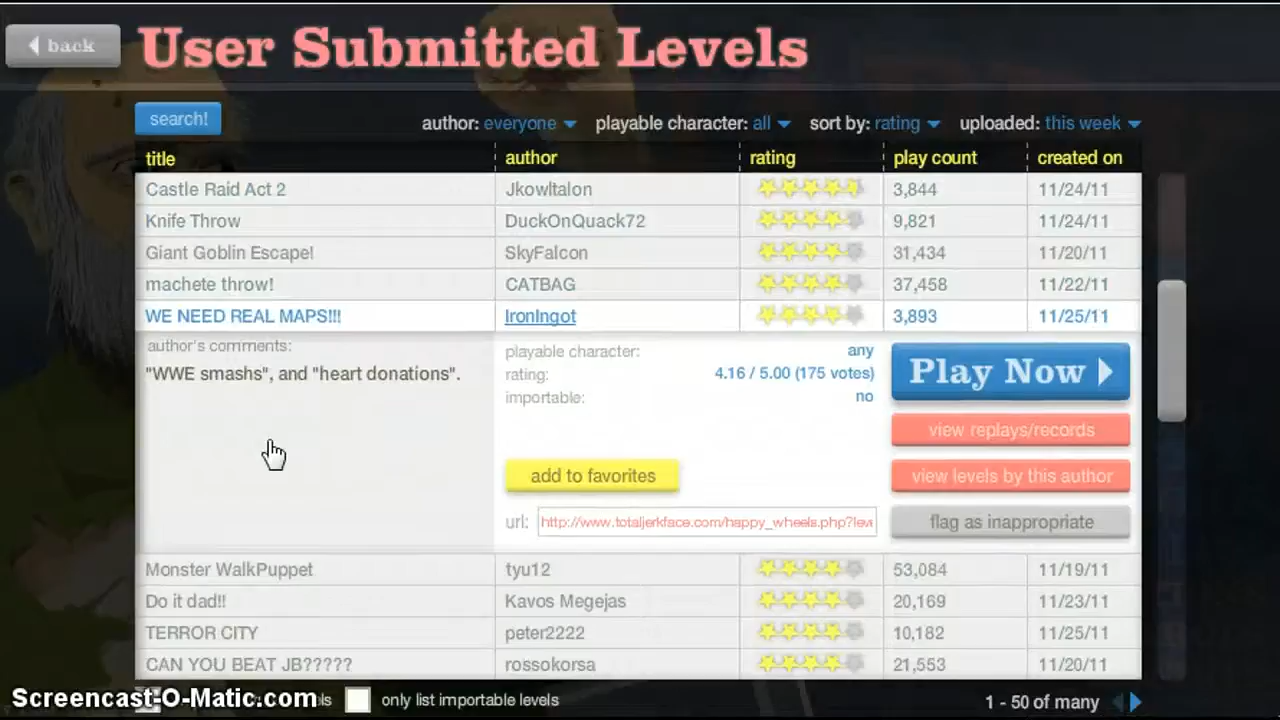 back
User Submitted Levels
search!
author: everyone playable character: all sort by: rating uploaded: this week
title author rating play count created on
Castle Raid Act 2 JkowItalon 3,844 11/24/11
Knife Throw DuckOnQuack72 9,821 11/24/11
Giant Goblin Escape! SkyFalcon 31,434 11/20/11
machete throw! CATBAG 37,458 11/22/11
WE NEED REAL MAPS!!! IronIngot 3,893 11/25/11
author's comments:
"WWE smashs", and "heart donations".
playable character: any
rating: 4.16 / 5.00 (175 votes)
importable: no
Play Now
view replays/records
add to favorites
view levels by this author
url: http://www.totaljerkface.com/happy_wheels.php?lev
flag as inappropriate
Monster WalkPuppet tyu12 53,084 11/19/11
Do it dad!! Kavos Megejas 20,169 11/23/11
TERROR CITY peter2222 10,182 11/25/11
CAN YOU BEAT JB????? rossokorsa 21,553 11/20/11
Screencast-O-Matic.com
only list importable levels
1 - 50 of many